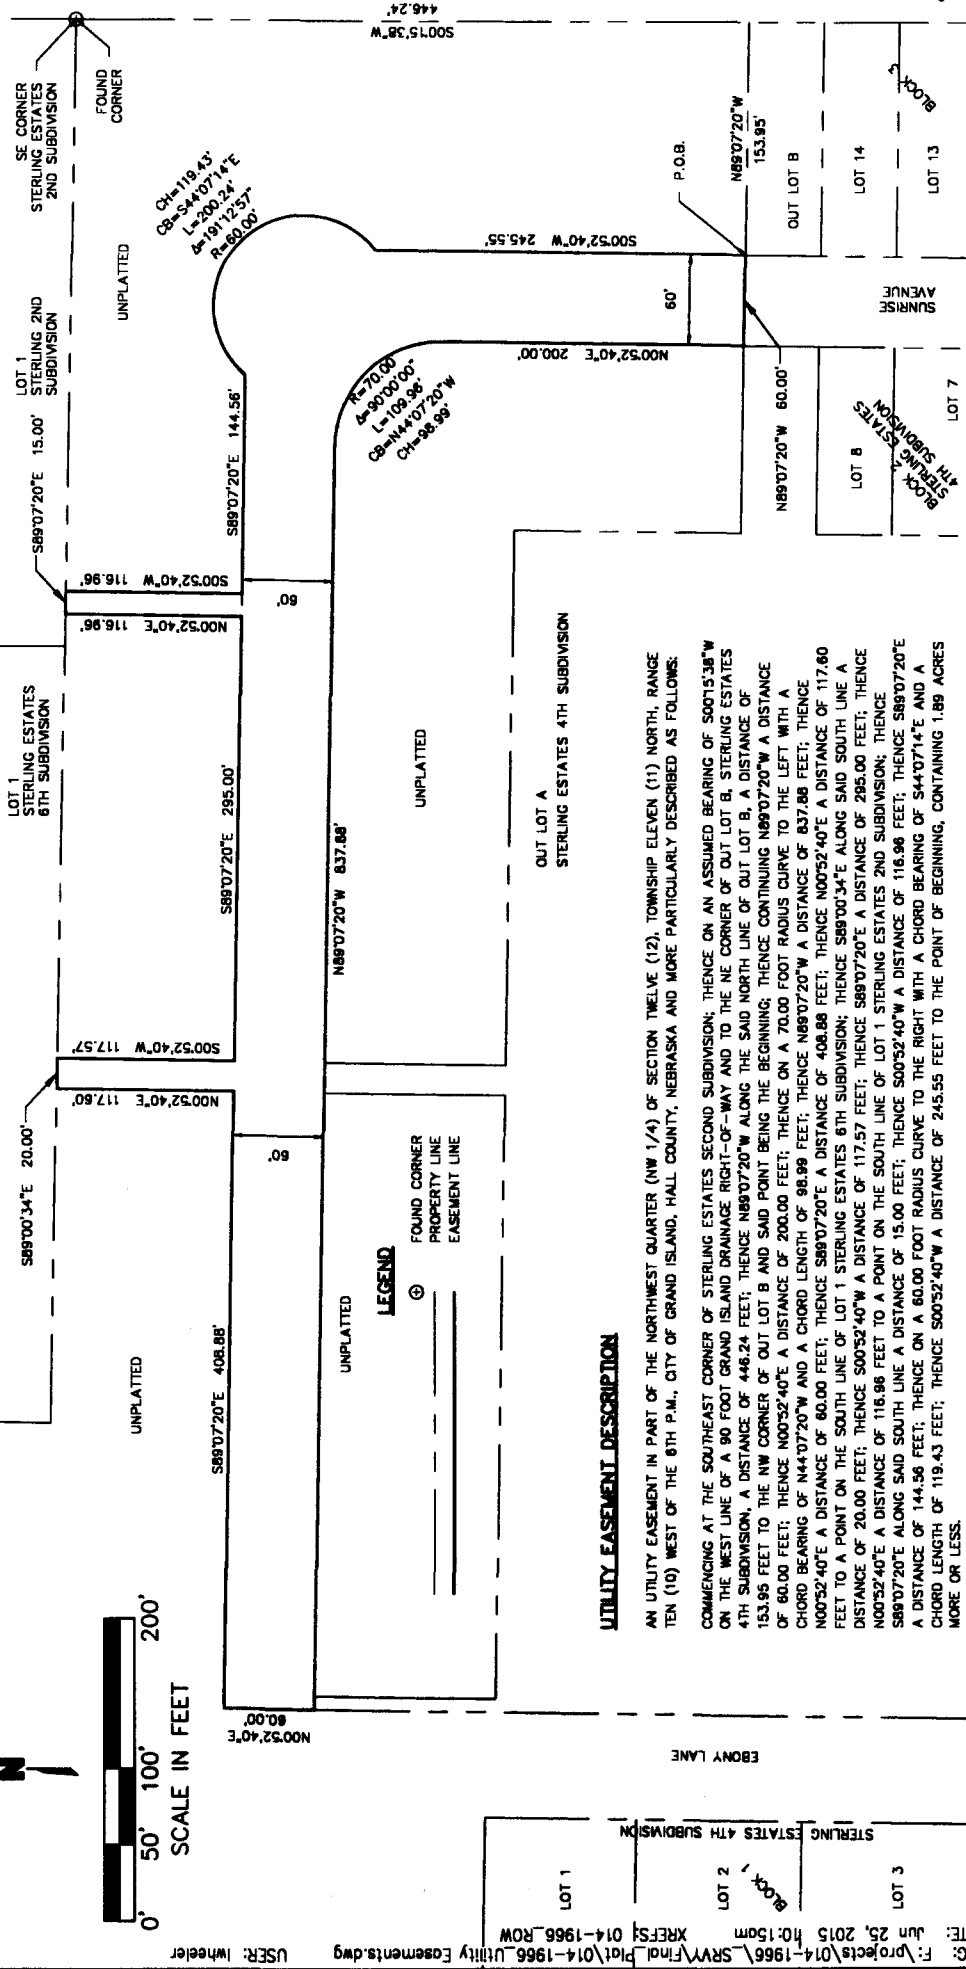 N
0' 50' 100' 200'
SCALE IN FEET
LOT 1
STERLING ESTATES
6TH SUBDIVISION
LOT 1
STERLING 2ND
SUBDIVISION
SE CORNER
STERLING ESTATES
2ND SUBDIVISION
FOUND
CORNER
S89°00'34"E 20.00'
S89°07'20"E 15.00'
UNPLATTED
UNPLATTED
N00°52'40"E 117.60'
S00°52'40"W 117.57'
N00°52'40"E 116.96'
S00°52'40"W 116.96'
S00°15'38"W
446.24'
CH=119.43'
CB=S44°07'14"E
L=200.24'
Δ=191°12'57"
R=60.00'
S89°07'20"E 408.88'
S89°07'20"E 295.00'
S89°07'20"E 144.56'
N00°52'40"E
60.00'
60'
60'
N89°07'20"W 837.88'
R=70.00
Δ=90°00'00"
L=109.96'
CB=N44°07'20"W
CH=98.99'
N00°52'40"E 200.00'
S00°52'40"W 245.55'
60'
P.O.B.
N89°07'20"W
153.95'
N89°07'20"W 60.00'
UNPLATTED
UNPLATTED
LEGEND
FOUND CORNER
PROPERTY LINE
EASEMENT LINE
OUT LOT A
STERLING ESTATES 4TH SUBDIVISION
OUT LOT B
LOT 14
LOT 13
BLOCK 3
SUNRISE
AVENUE
LOT 8
LOT 7
BLOCK 2
STERLING ESTATES
4TH SUBDIVISION
EBONY LANE
STERLING ESTATES 4TH SUBDIVISION
LOT 1
LOT 2
BLOCK 1
LOT 3
UTILITY EASEMENT DESCRIPTION
AN UTILITY EASEMENT IN PART OF THE NORTHWEST QUARTER (NW 1/4) OF SECTION TWELVE (12), TOWNSHIP ELEVEN (11) NORTH, RANGE
TEN (10) WEST OF THE 6TH P.M., CITY OF GRAND ISLAND, HALL COUNTY, NEBRASKA AND MORE PARTICULARLY DESCRIBED AS FOLLOWS:
COMMENCING AT THE SOUTHEAST CORNER OF STERLING ESTATES SECOND SUBDIVISION; THENCE ON AN ASSUMED BEARING OF S00°15'38"W
ON THE WEST LINE OF A 90 FOOT GRAND ISLAND DRAINAGE RIGHT-OF-WAY AND TO THE NE CORNER OF OUT LOT B, STERLING ESTATES
4TH SUBDIVISION, A DISTANCE OF 446.24 FEET; THENCE N89°07'20"W ALONG THE SAID NORTH LINE OF OUT LOT B, A DISTANCE OF
153.95 FEET TO THE NW CORNER OF OUT LOT B AND SAID POINT BEING THE BEGINNING; THENCE CONTINUING N89°07'20"W A DISTANCE
OF 60.00 FEET; THENCE N00°52'40"E A DISTANCE OF 200.00 FEET; THENCE ON A 70.00 FOOT RADIUS CURVE TO THE LEFT WITH A
CHORD BEARING OF N44°07'20"W AND A CHORD LENGTH OF 98.99 FEET; THENCE N89°07'20"W A DISTANCE OF 837.88 FEET; THENCE
N00°52'40"E A DISTANCE OF 60.00 FEET; THENCE S89°07'20"E A DISTANCE OF 408.88 FEET; THENCE N00°52'40"E A DISTANCE OF 117.60
FEET TO A POINT ON THE SOUTH LINE OF LOT 1 STERLING ESTATES 6TH SUBDIVISION; THENCE S89°00'34"E ALONG SAID SOUTH LINE A
DISTANCE OF 20.00 FEET; THENCE S00°52'40"W A DISTANCE OF 117.57 FEET; THENCE S89°07'20"E A DISTANCE OF 295.00 FEET; THENCE
N00°52'40"E A DISTANCE OF 116.96 FEET TO A POINT ON THE SOUTH LINE OF LOT 1 STERLING ESTATES 2ND SUBDIVISION; THENCE
S89°07'20"E ALONG SAID SOUTH LINE A DISTANCE OF 15.00 FEET; THENCE S00°52'40"W A DISTANCE OF 116.96 FEET; THENCE S89°07'20"E
A DISTANCE OF 144.56 FEET; THENCE ON A 60.00 FOOT RADIUS CURVE TO THE RIGHT WITH A CHORD BEARING OF S44°07'14"E AND A
CHORD LENGTH OF 119.43 FEET; THENCE S00°52'40"W A DISTANCE OF 245.55 FEET TO THE POINT OF BEGINNING, CONTAINING 1.89 ACRES
MORE OR LESS.
G: F:\projects\014-1966\_SRVY\Final_Plat\014-1966_Utility Easements.dwg USER: lwheeler
TE: Jun 25, 2015 10:15am XREFS: 014-1966_ROW